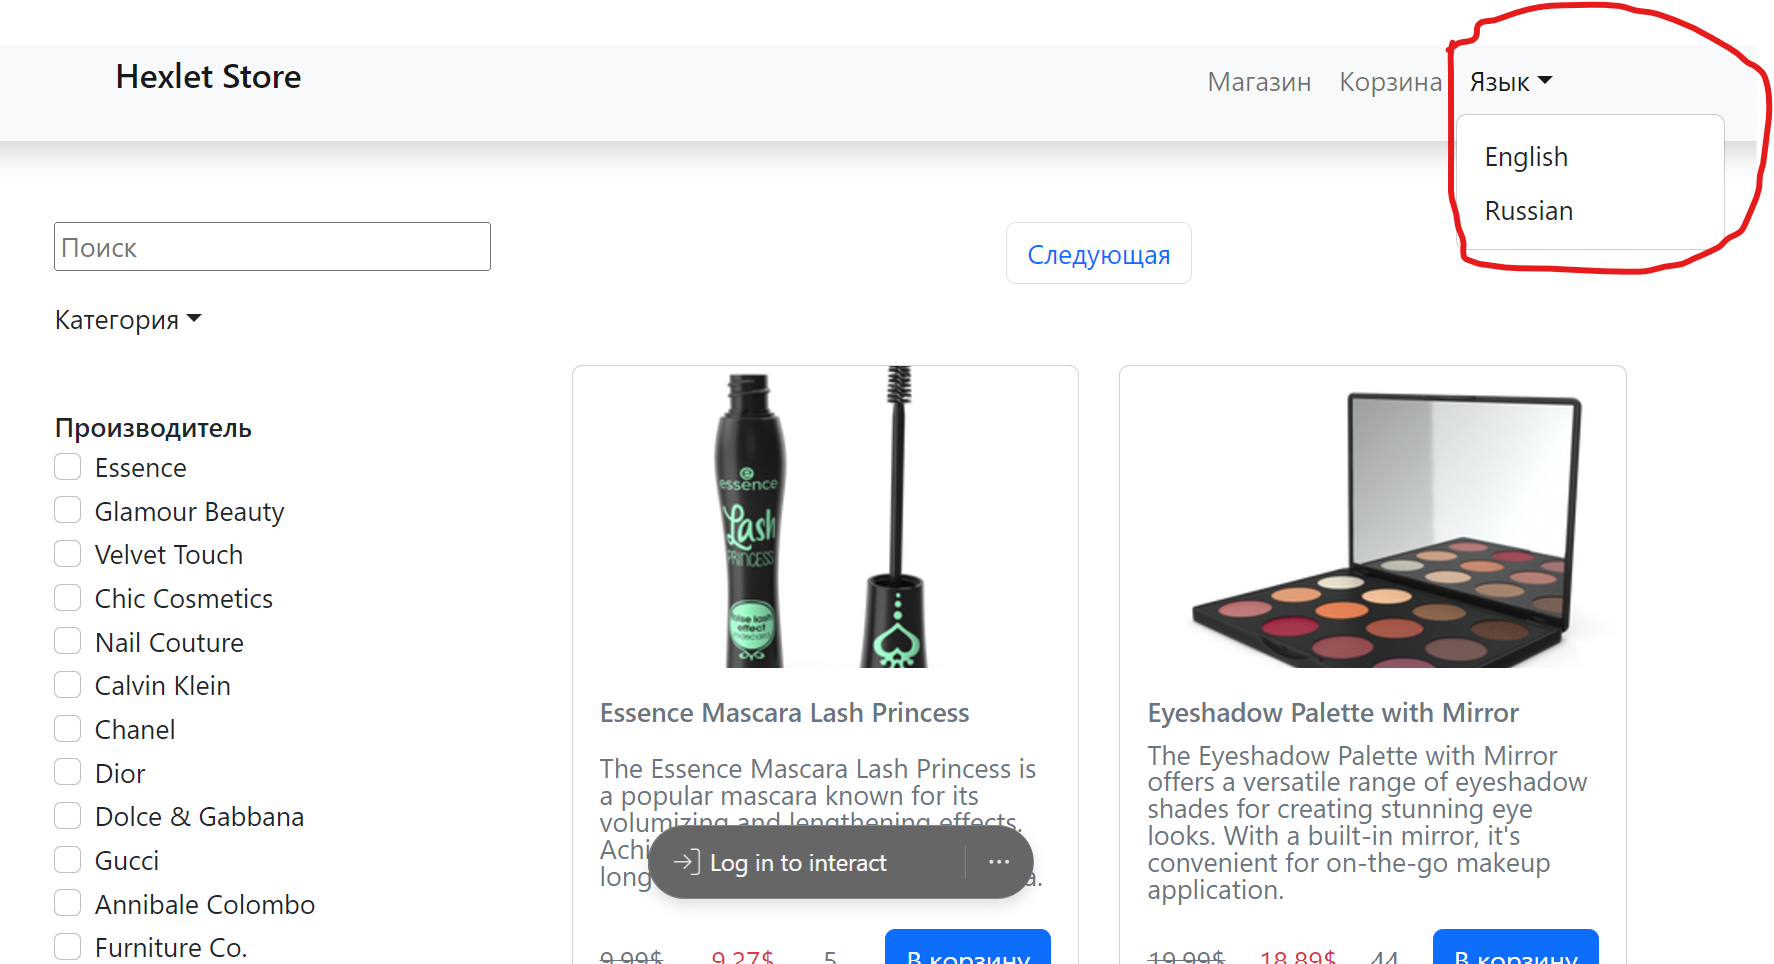 Hexlet Store
Магазин
Корзина
Язык
English
Russian
Поиск
Следующая
Категория
Производитель
Essence
Glamour Beauty
Velvet Touch
Chic Cosmetics
Nail Couture
Calvin Klein
Chanel
Dior
Dolce & Gabbana
Gucci
Annibale Colombo
Furniture Co.
essence
Lash
PRINCESS
false lash
effect
mascara
Essence Mascara Lash Princess
The Essence Mascara Lash Princess is
a popular mascara known for its
volumizing and lengthening effects.
Log in to interact
9.99$
9.27$
5
В корзину
Eyeshadow Palette with Mirror
The Eyeshadow Palette with Mirror
offers a versatile range of eyeshadow
shades for creating stunning eye
looks. With a built-in mirror, it's
convenient for on-the-go makeup
application.
19.99$
18.89$
44
В корзину